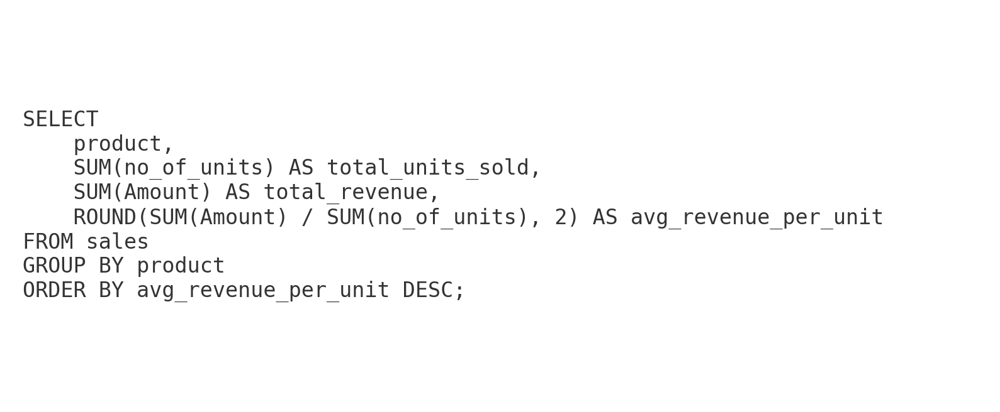 SELECT
    product,
    SUM(no_of_units) AS total_units_sold,
    SUM(Amount) AS total_revenue,
    ROUND(SUM(Amount) / SUM(no_of_units), 2) AS avg_revenue_per_unit
FROM sales
GROUP BY product
ORDER BY avg_revenue_per_unit DESC;